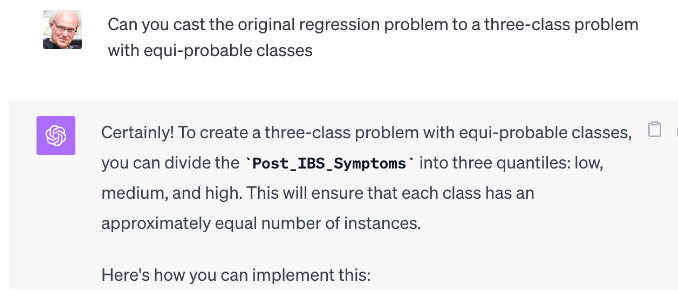 Can you cast the original regression problem to a three-class problem
with equi-probable classes
Certainly! To create a three-class problem with equi-probable classes,
you can divide the `Post_IBS_Symptoms` into three quantiles: low,
medium, and high. This will ensure that each class has an
approximately equal number of instances.
Here's how you can implement this: